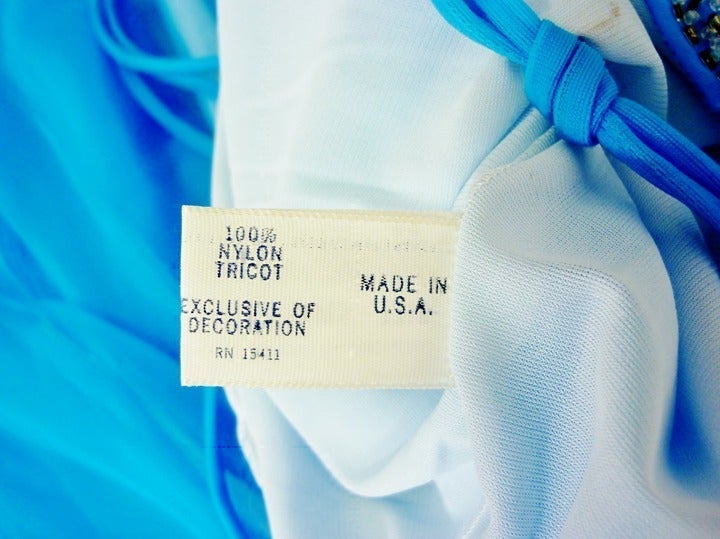 100%
NYLON
TRICOT
EXCLUSIVE OF
DECORATION
RN 15411
MADE IN
U.S.A.